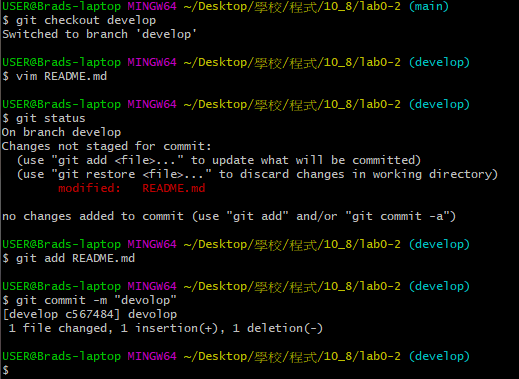 USER@Brads-laptop MINGW64 ~/Desktop/學校/程式/10_8/lab0-2 (main)
$ git checkout develop
Switched to branch 'develop'
USER@Brads-laptop MINGW64 ~/Desktop/學校/程式/10_8/lab0-2 (develop)
$ vim README.md
USER@Brads-laptop MINGW64 ~/Desktop/學校/程式/10_8/lab0-2 (develop)
$ git status
On branch develop
Changes not staged for commit:
  (use "git add <file>..." to update what will be committed)
  (use "git restore <file>..." to discard changes in working directory)
        modified:   README.md
no changes added to commit (use "git add" and/or "git commit -a")
USER@Brads-laptop MINGW64 ~/Desktop/學校/程式/10_8/lab0-2 (develop)
$ git add README.md
USER@Brads-laptop MINGW64 ~/Desktop/學校/程式/10_8/lab0-2 (develop)
$ git commit -m "devolop"
[develop c567484] devolop
 1 file changed, 1 insertion(+), 1 deletion(-)
USER@Brads-laptop MINGW64 ~/Desktop/學校/程式/10_8/lab0-2 (develop)
$